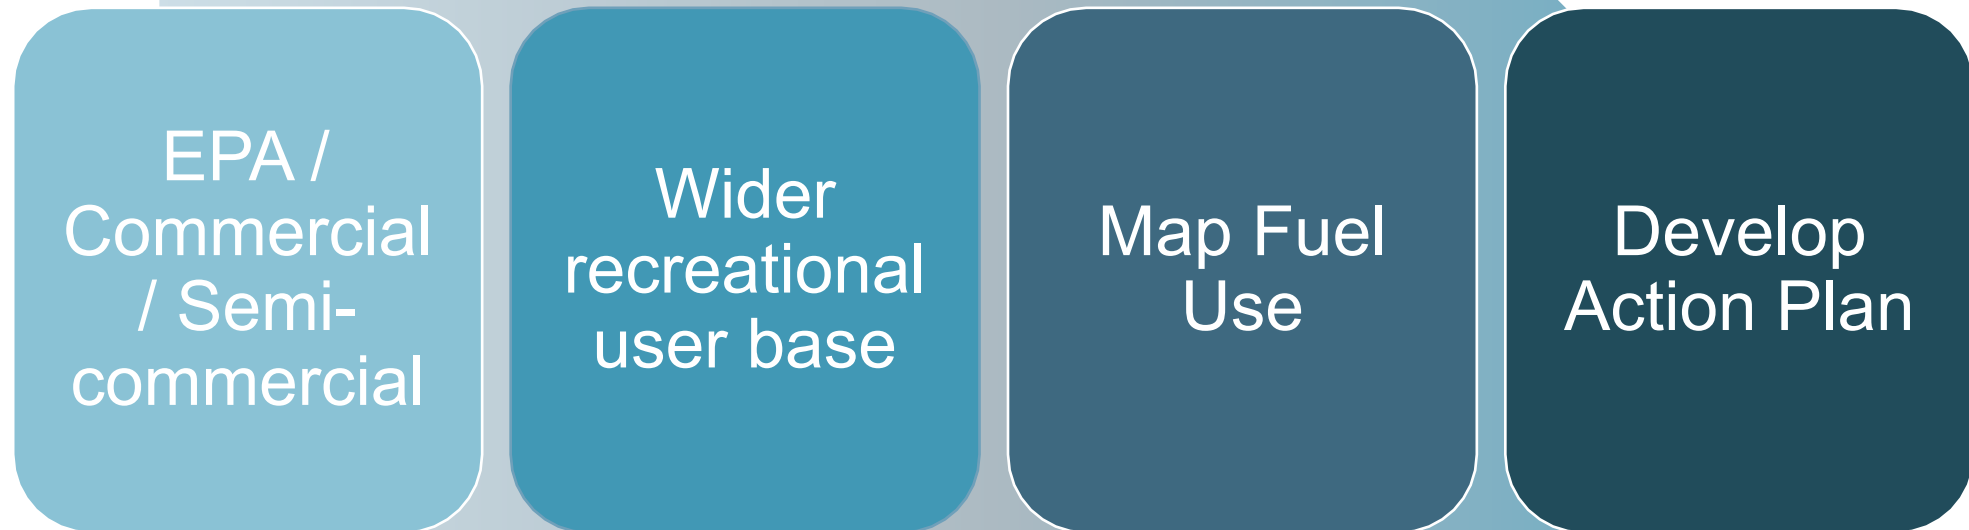 EPA /
Commercial
/ Semi-
commercial
Wider
recreational
user base
Map Fuel
Use
Develop
Action Plan